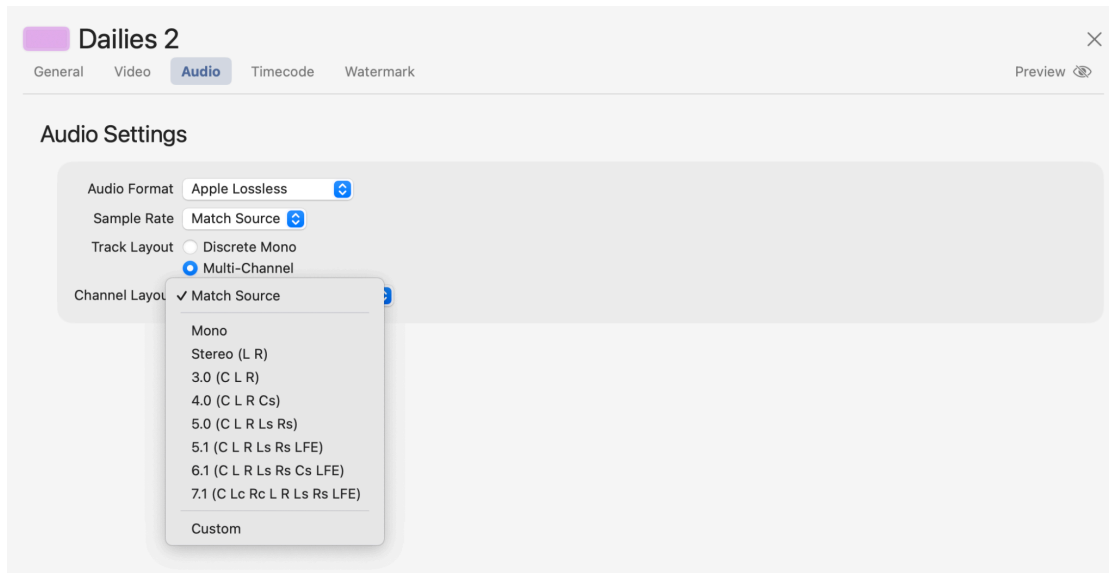 Dailies 2
General Video Audio Timecode Watermark Preview
Audio Settings
Audio Format Apple Lossless
Sample Rate Match Source
Track Layout Discrete Mono
Multi-Channel
Channel Layou ✓ Match Source
Mono
Stereo (L R)
3.0 (C L R)
4.0 (C L R Cs)
5.0 (C L R Ls Rs)
5.1 (C L R Ls Rs LFE)
6.1 (C L R Ls Rs Cs LFE)
7.1 (C Lc Rc L R Ls Rs LFE)
Custom